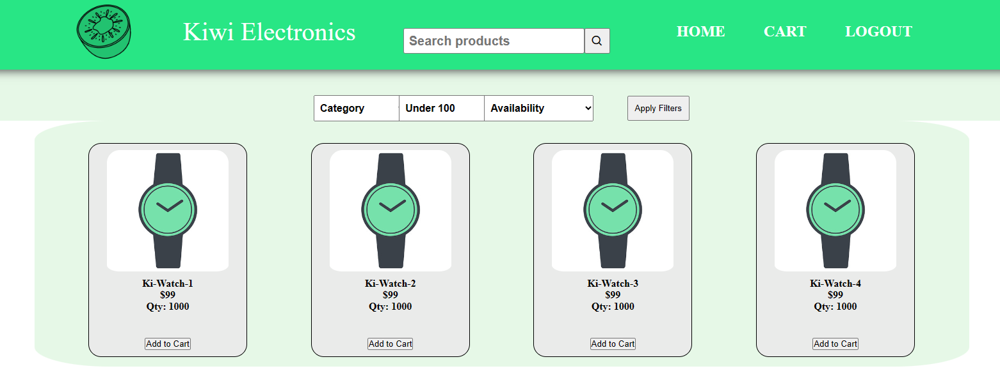 Kiwi Electronics
Search products
HOME CART LOGOUT
Category Under 100 Availability Apply Filters
Ki-Watch-1 Ki-Watch-2 Ki-Watch-3 Ki-Watch-4
$99 $99 $99 $99
Qty: 1000 Qty: 1000 Qty: 1000 Qty: 1000
Add to Cart Add to Cart Add to Cart Add to Cart